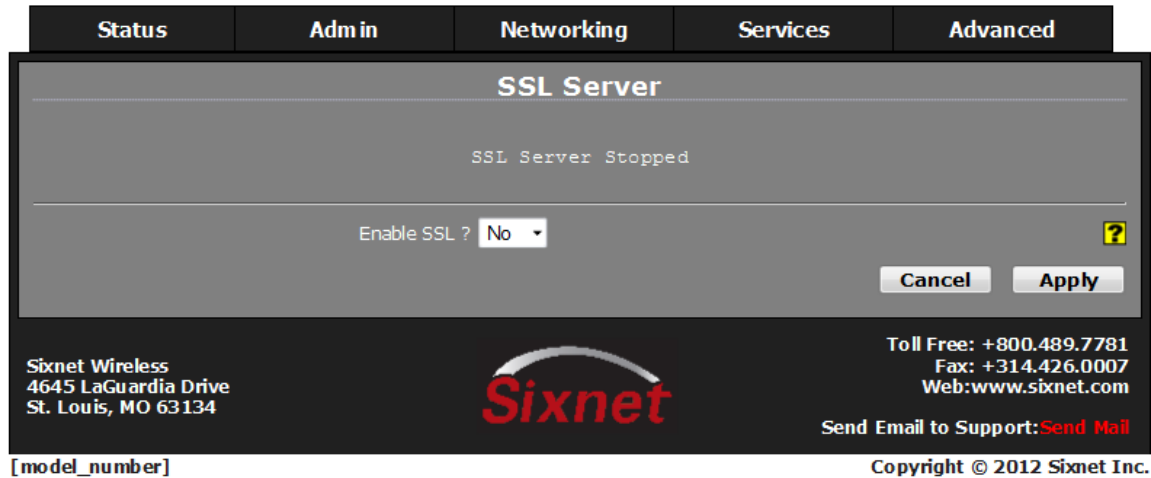 Status Admin Networking Services Advanced
SSL Server
SSL Server Stopped
Enable SSL ? No
?
Cancel Apply
Sixnet Wireless
4645 LaGuardia Drive
St. Louis, MO 63134
Sixnet
Toll Free: +800.489.7781
Fax: +314.426.0007
Web:www.sixnet.com
Send Email to Support:Send Mail
[model_number]
Copyright © 2012 Sixnet Inc.